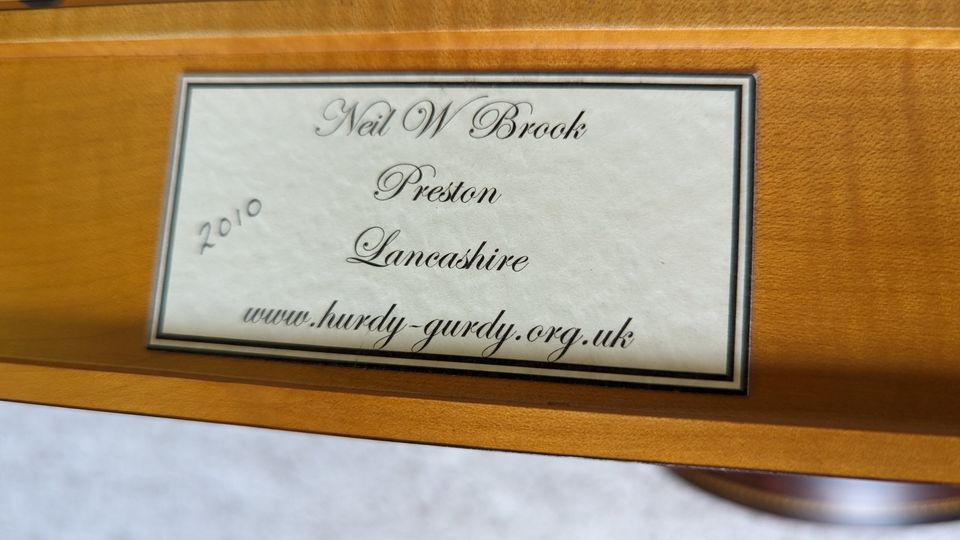 Neil W Brook
Preston
2010
Lancashire
www.hurdy-gurdy.org.uk